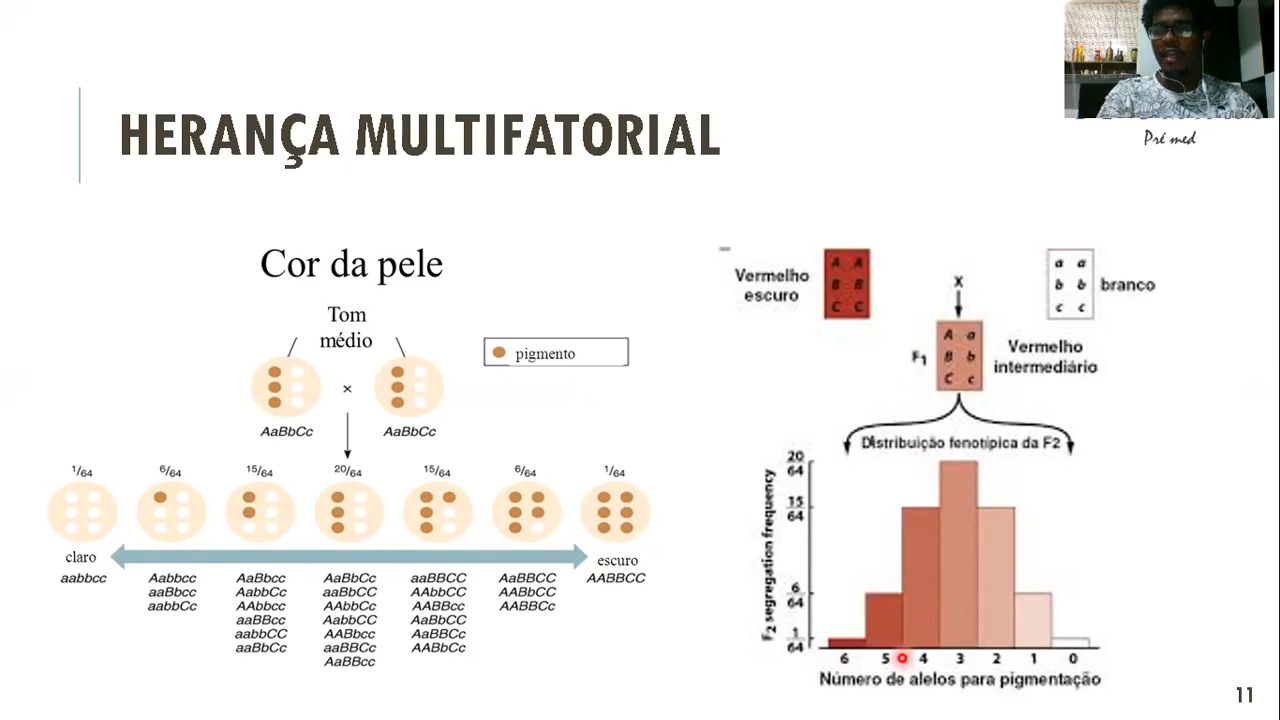 Pré med
HERANÇA MULTIFATORIAL
Cor da pele
Tom
médio
pigmento
×
AaBbCc
AaBbCc
1/64
6/64
15/64
20/64
15/64
6/64
1/64
claro
escuro
aabbcc
Aabbcc
aaBbcc
aabbCc
AaBbcc
AabbCc
AAbbcc
aaBBcc
aabbCC
aaBbCc
AaBbCc
aaBbCC
AAbbCc
AabbCC
AABbcc
aaBBCc
AaBBcc
aaBBCC
AAbbCC
AABBcc
AaBbCC
AaBBCc
AABbCc
AaBBCC
AABbCC
AABBCc
AABBCC
Vermelho
escuro
A A
B B
C C
X
a a
b b
c c
branco
F1
A a
B b
C c
Vermelho
intermediário
Distribuição fenotípica da F2
F2 segregation frequency
20
64
15
64
6
64
1
64
6 5 4 3 2 1 0
Número de alelos para pigmentação
11